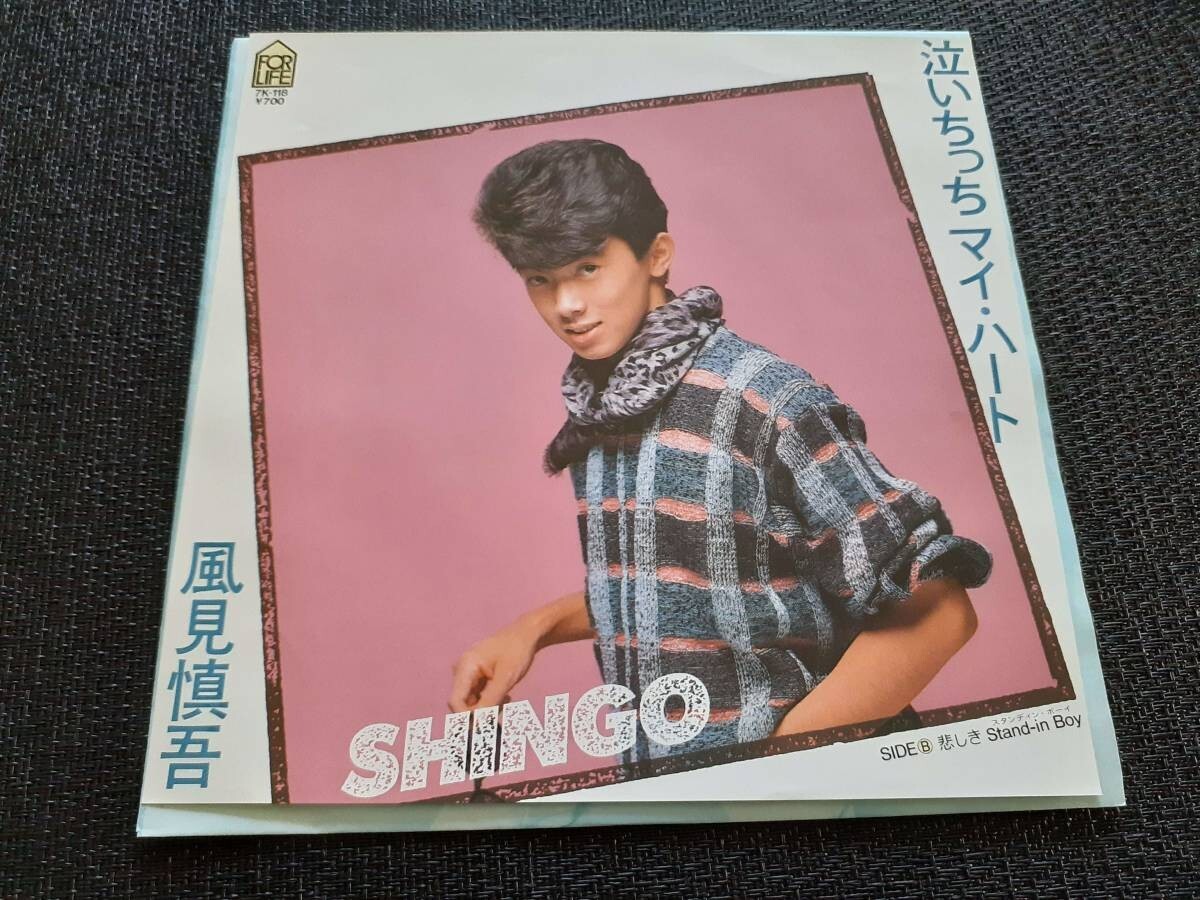 FOR
LIFE
7K-118
¥700
泣いちっちマイ・ハート
風見慎吾
SHINGO
スタンディン・ボーイ
SIDE Ⓑ 悲しき Stand-in Boy